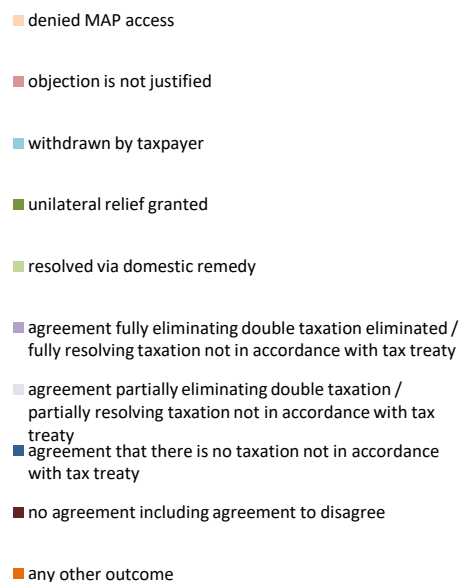 denied MAP access
objection is not justified
withdrawn by taxpayer
unilateral relief granted
resolved via domestic remedy
agreement fully eliminating double taxation eliminated /
fully resolving taxation not in accordance with tax treaty
agreement partially eliminating double taxation /
partially resolving taxation not in accordance with tax
treaty
agreement that there is no taxation not in accordance
with tax treaty
no agreement including agreement to disagree
any other outcome